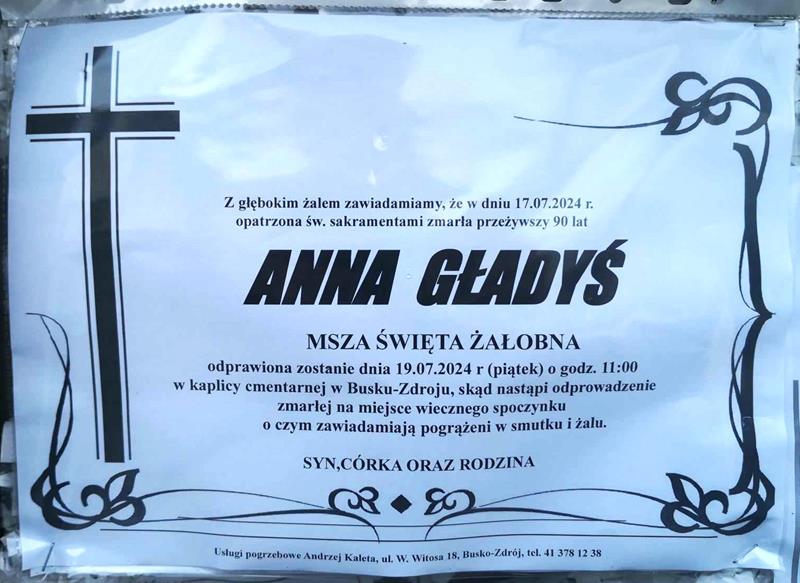 Z głębokim żalem zawiadamiamy, że w dniu 17.07.2024 r.
opatrzona św. sakramentami zmarła przeżywszy 90 lat
ANNA GŁADYŚ
MSZA ŚWIĘTA ŻAŁOBNA
odprawiona zostanie dnia 19.07.2024 r (piątek) o godz. 11:00
w kaplicy cmentarnej w Busku-Zdroju, skąd nastąpi odprowadzenie
zmarłej na miejsce wiecznego spoczynku
o czym zawiadamiają pogrążeni w smutku i żalu.
SYN,CÓRKA ORAZ RODZINA
Usługi pogrzebowe Andrzej Kaleta, ul. W. Witosa 18, Busko-Zdrój, tel. 41 378 12 38